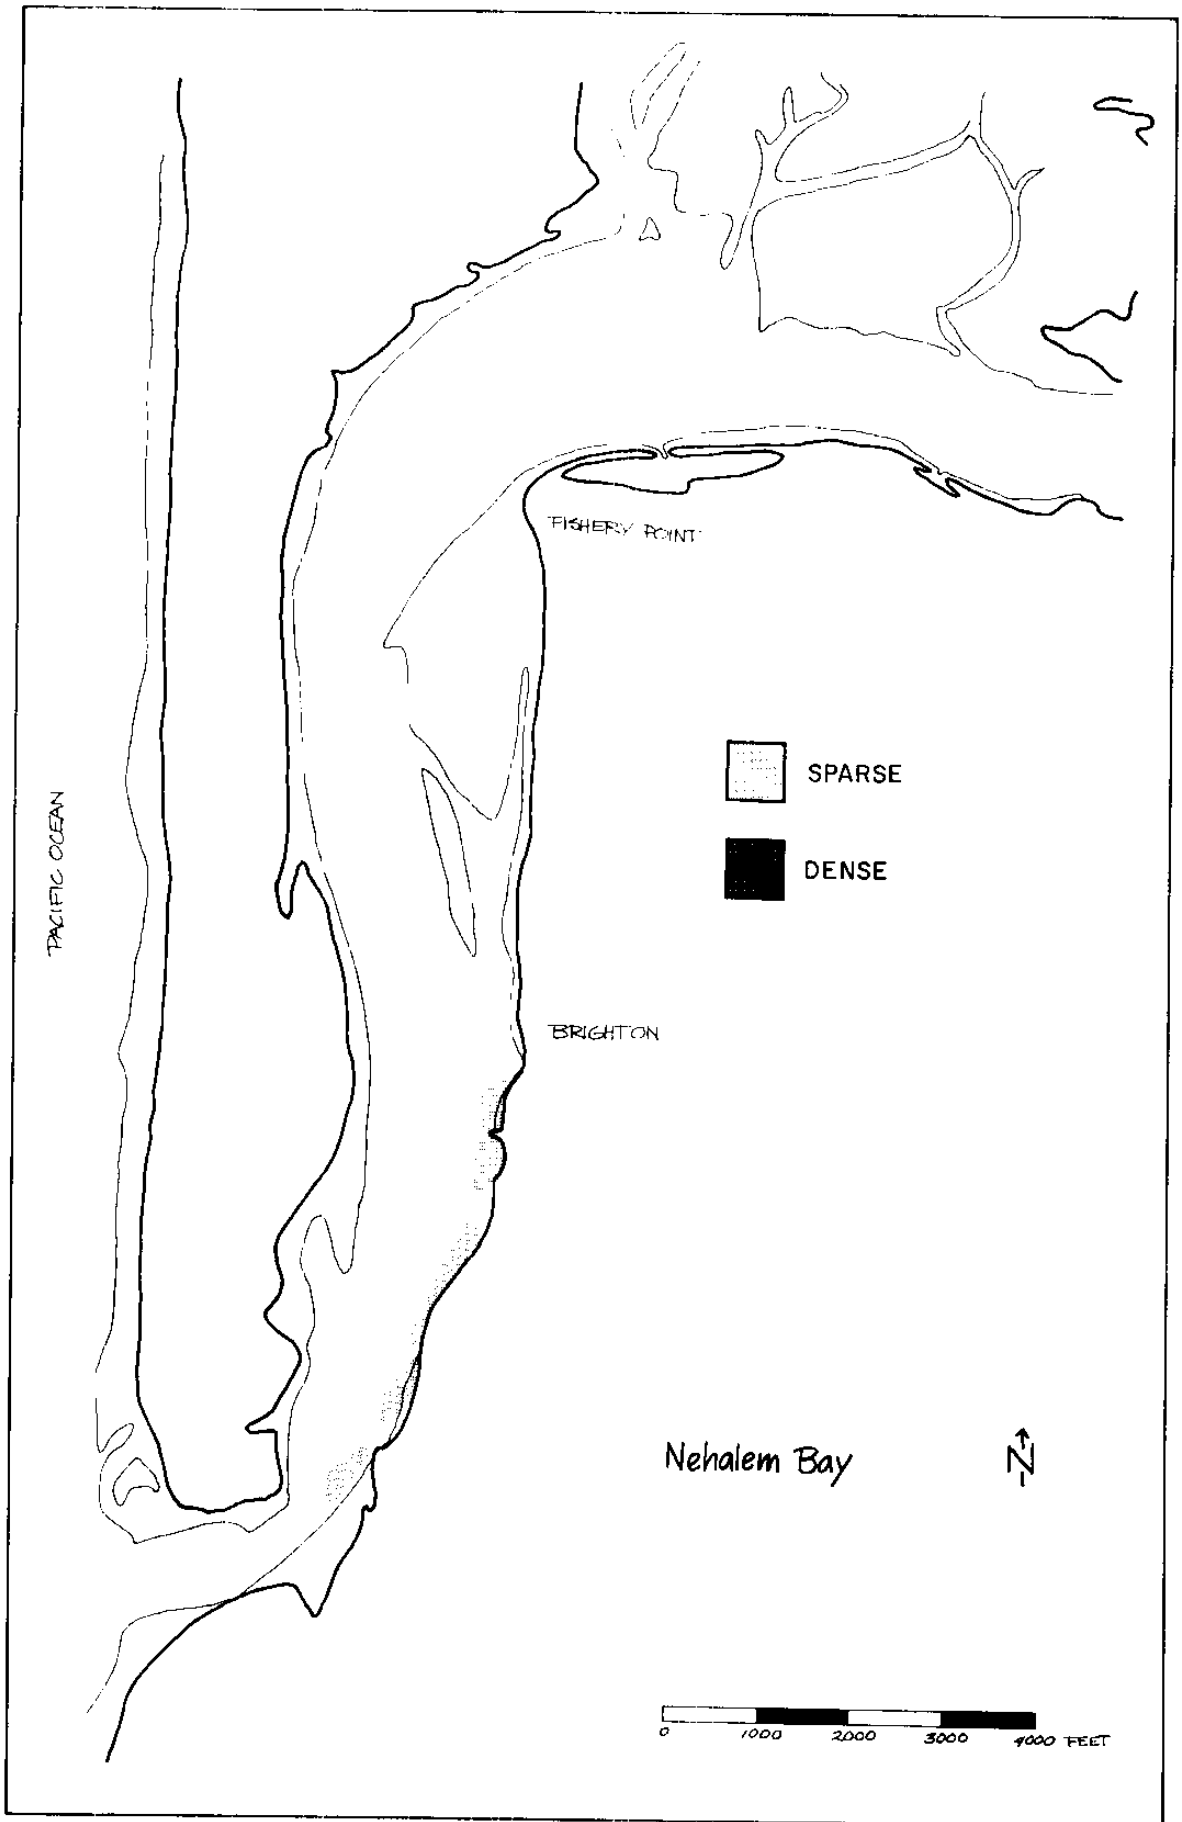 FISHERY POINT
SPARSE
DENSE
PACIFIC OCEAN
BRIGHTON
Nehalem Bay
N
0 1000 2000 3000 4000 FEET